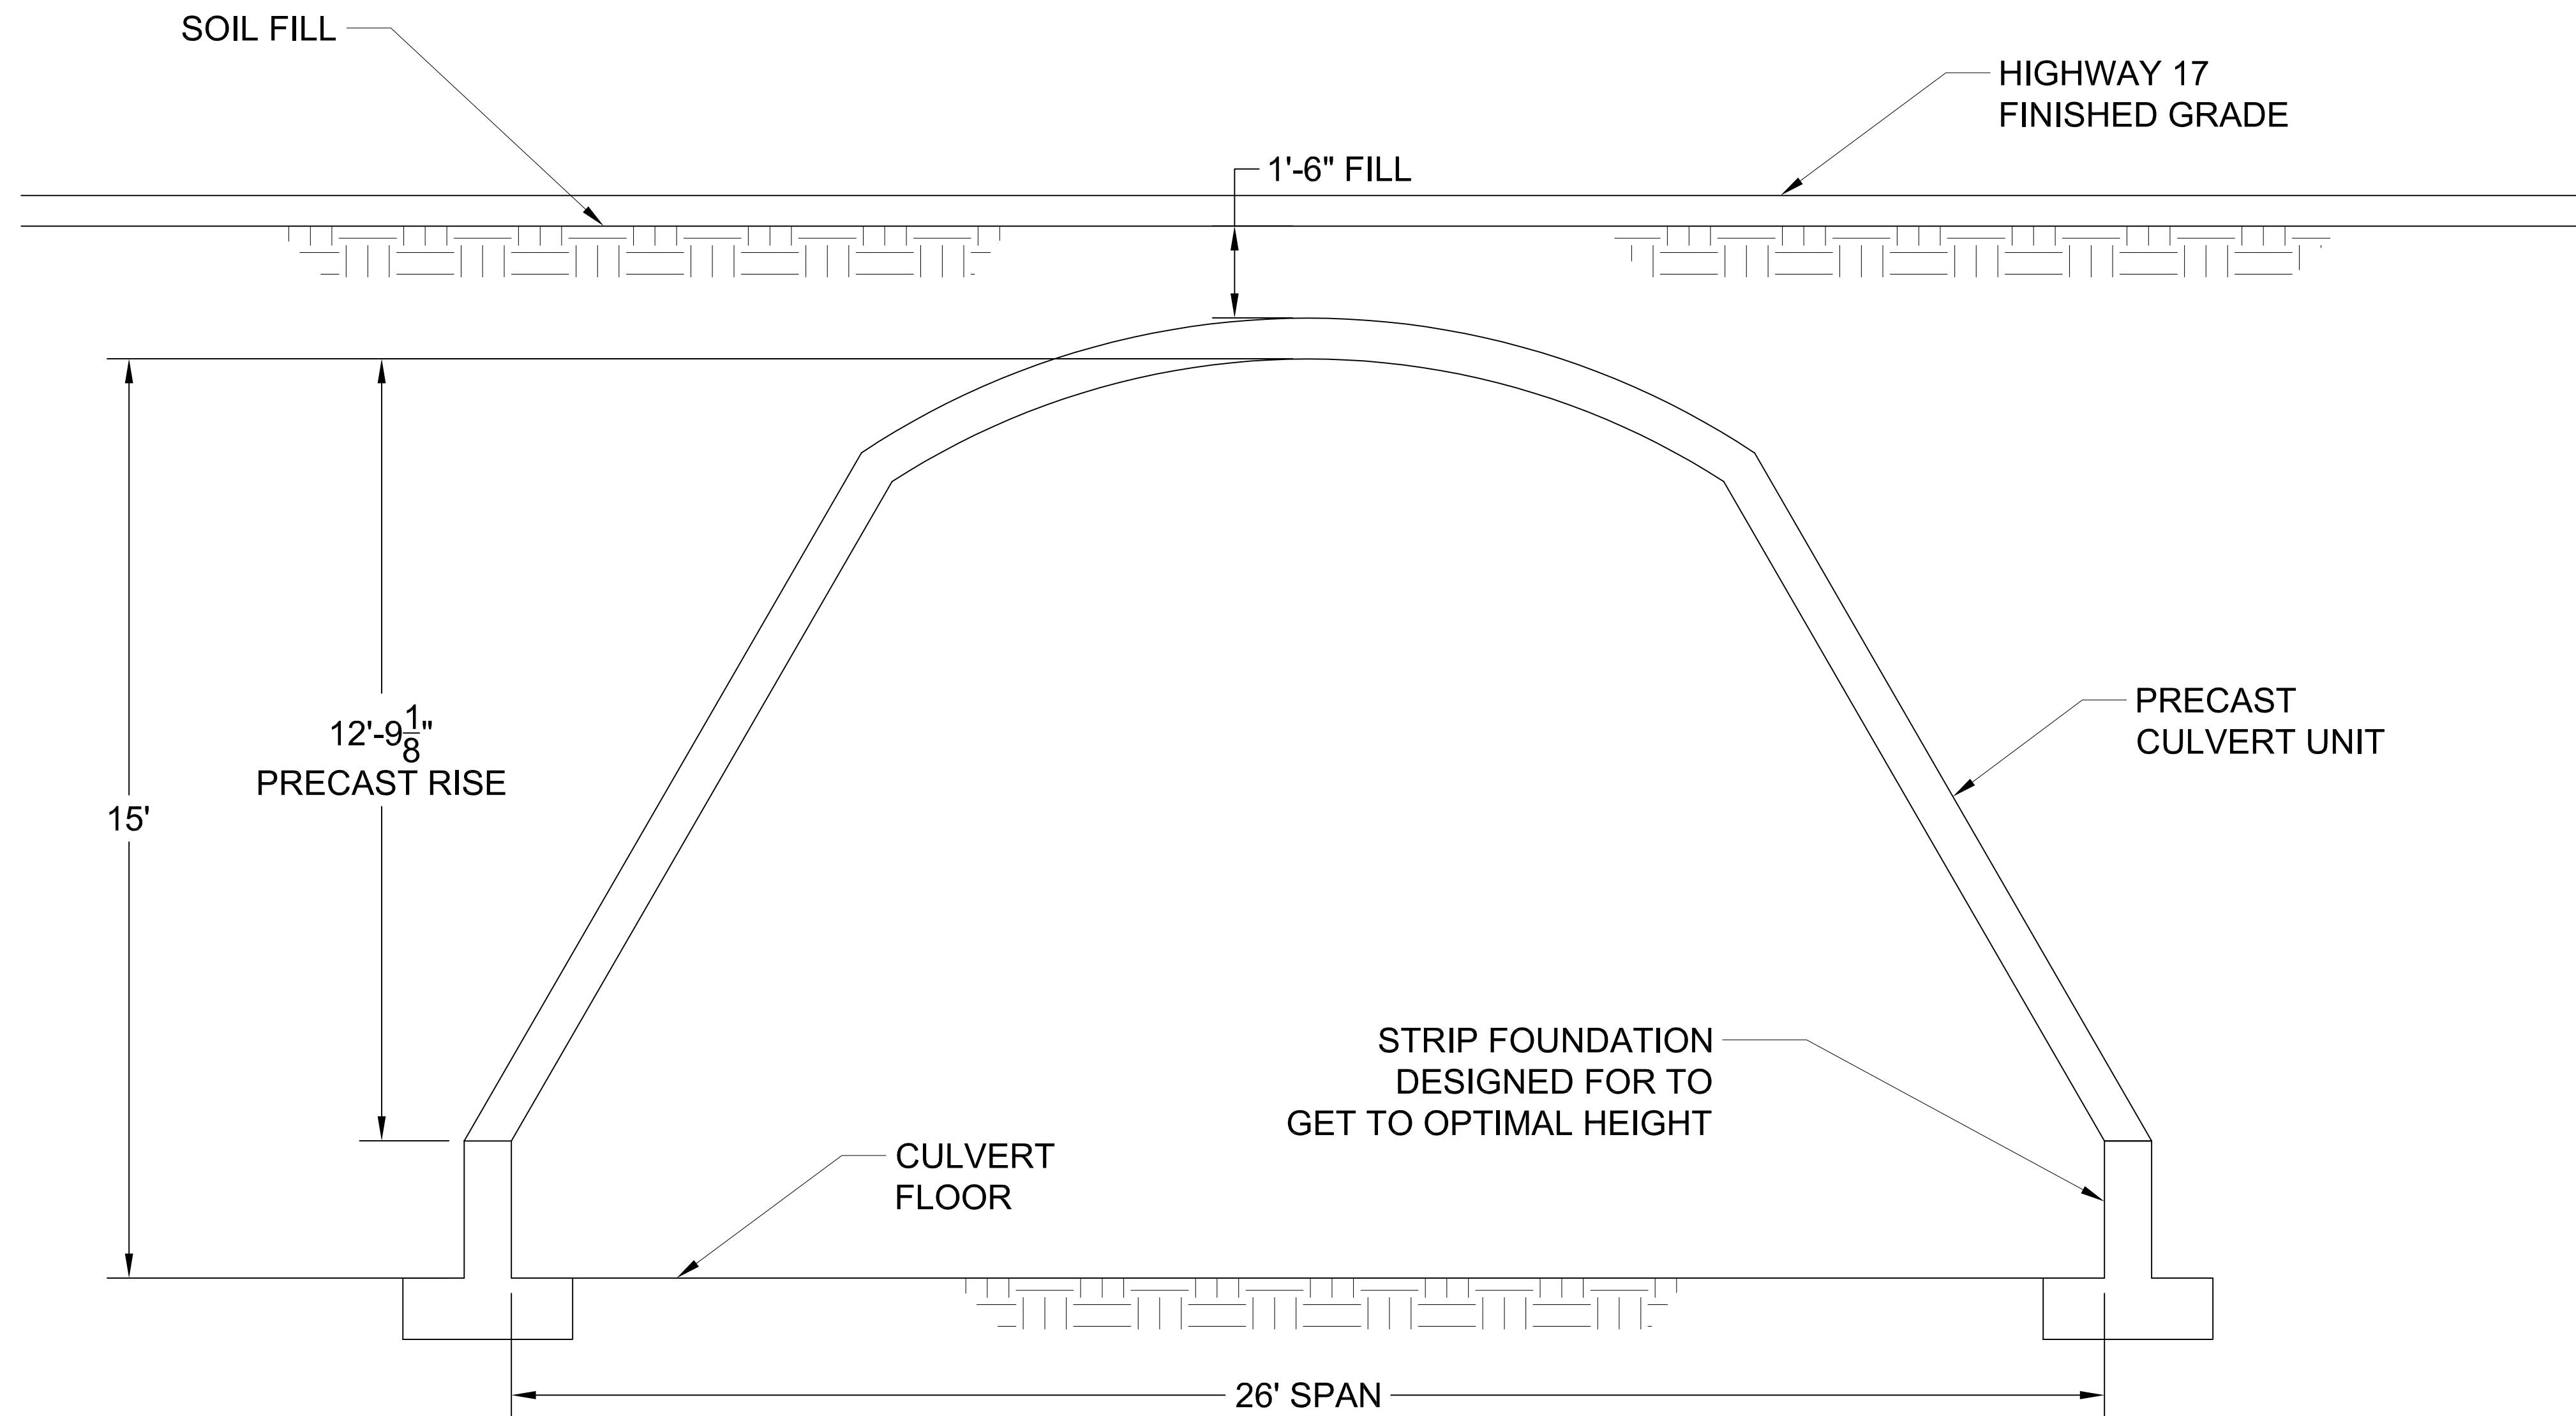 SOIL FILL
HIGHWAY 17
FINISHED GRADE
1'-6" FILL
12'-9 1/8"
PRECAST RISE
15'
PRECAST
CULVERT UNIT
STRIP FOUNDATION
DESIGNED FOR TO
GET TO OPTIMAL HEIGHT
CULVERT
FLOOR
26' SPAN